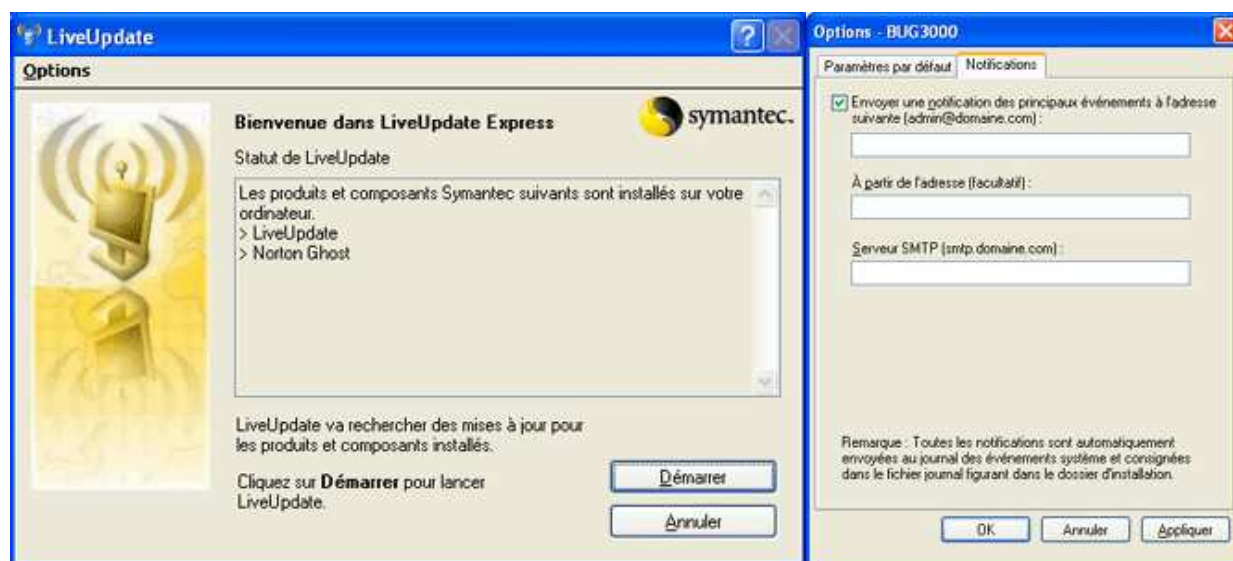 LiveUpdate
Options
symantec.
Bienvenue dans LiveUpdate Express
Statut de LiveUpdate
Les produits et composants Symantec suivants sont installés sur votre
ordinateur.
> LiveUpdate
> Norton Ghost
LiveUpdate va rechercher des mises à jour pour
les produits et composants installés.
Cliquez sur Démarrer pour lancer
LiveUpdate.
Démarrer
Annuler
Options - BUG3000
Paramètres par défaut
Notifications
Envoyer une notification des principaux événements à l'adresse
suivante (admin@domaine.com) :
À partir de l'adresse (facultatif) :
Serveur SMTP (smtp.domaine.com) :
Remarque : Toutes les notifications sont automatiquement
envoyées au journal des événements système et consignées
dans le fichier journal figurant dans le dossier d'installation.
OK
Annuler
Appliquer